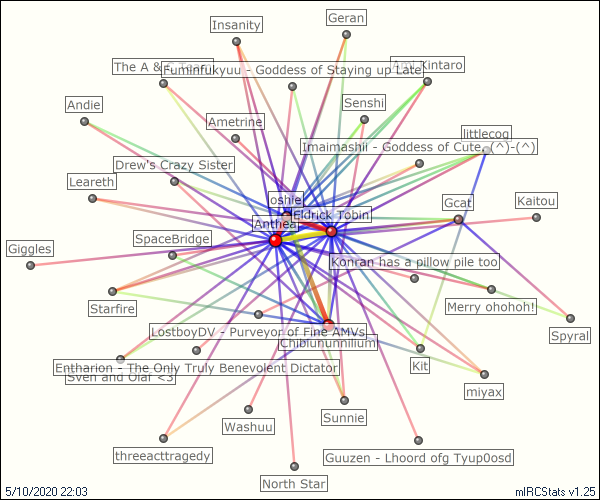 Geran
Insanity
The A & C Team
Ami Kintaro
Fuminfukyuu - Goddess of Staying up Late
Andie
Senshi
Ametrine
littlecog
Imaimashii - Goddess of Cute, (^)-(^)
Drew's Crazy Sister
Leareth
oshie
Gcat
Kaitou
Eldrick Tobin
Anthea
SpaceBridge
Giggles
Konran has a pillow pile too
Starfire
Merry ohohoh!
LostboyDV - Purveyor of Fine AMVs
Spyral
Entharion - The Only Truly Benevolent Dictator
Kit
Sven and Olaf <3
miyax
Sunnie
Washuu
threeacttragedy
Guuzen - Lhoord ofg Tyup0osd
North Star
5/10/2020 22:03
mIRCStats v1.25